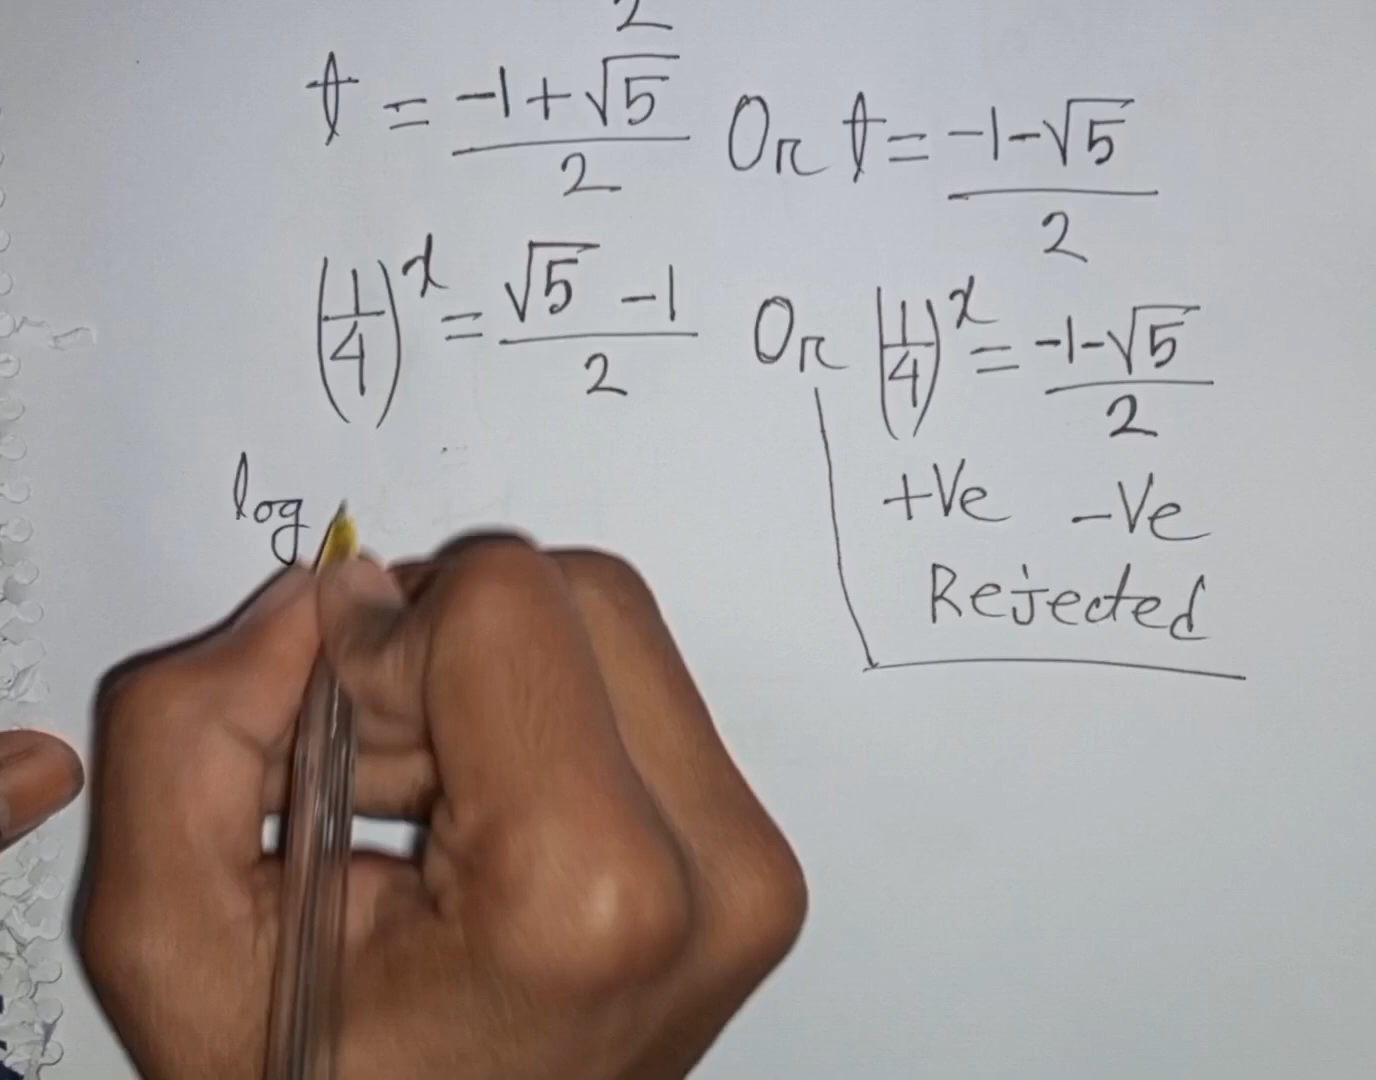 2
t = (-1+√5)/2 Or t = (-1-√5)/2
(1/4)^x = (√5 -1)/2 Or (1/4)^x = (-1-√5)/2
+Ve -Ve
log
Rejected